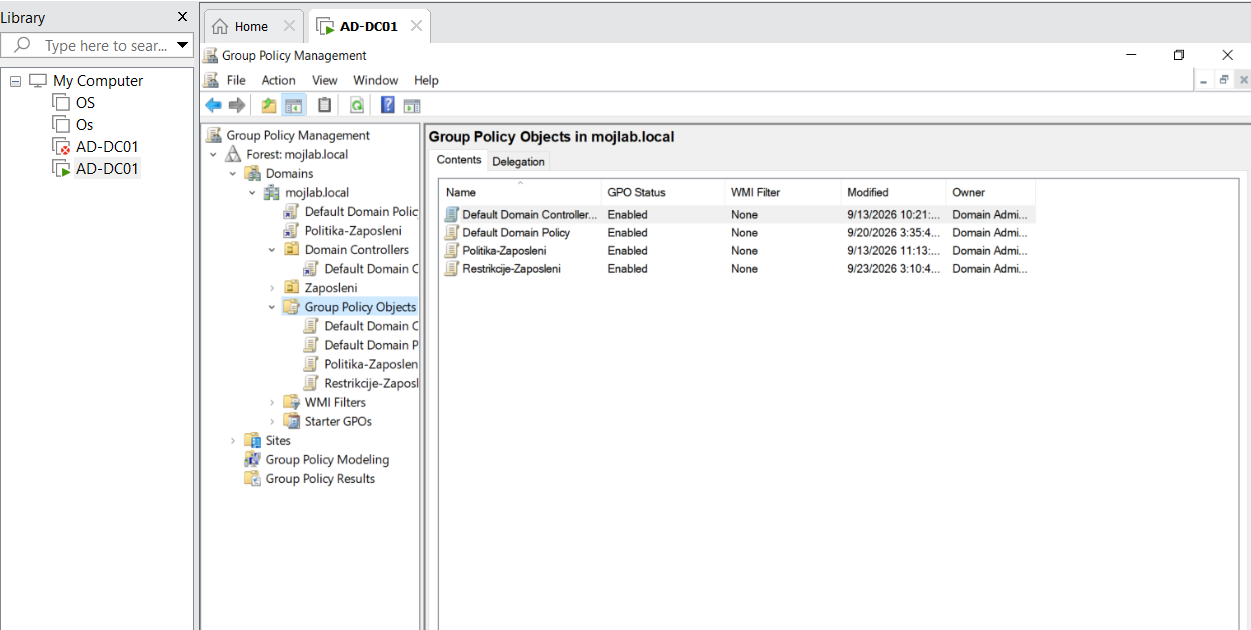 Library
Type here to sear...
My Computer
OS
Os
AD-DC01
AD-DC01
Home
AD-DC01
Group Policy Management
File Action View Window Help
Group Policy Management
Forest: mojlab.local
Domains
mojlab.local
Default Domain Polic
Politika-Zaposleni
Domain Controllers
Default Domain C
Zaposleni
Group Policy Objects
Default Domain C
Default Domain P
Politika-Zaposlen
Restrikcije-Zaposl
WMI Filters
Starter GPOs
Sites
Group Policy Modeling
Group Policy Results
Group Policy Objects in mojlab.local
Contents Delegation
Name GPO Status WMI Filter Modified Owner
Default Domain Controller... Enabled None 9/13/2026 10:21:... Domain Admi...
Default Domain Policy Enabled None 9/20/2026 3:35:4... Domain Admi...
Politika-Zaposleni Enabled None 9/13/2026 11:13:... Domain Admi...
Restrikcije-Zaposleni Enabled None 9/23/2026 3:10:4... Domain Admi...